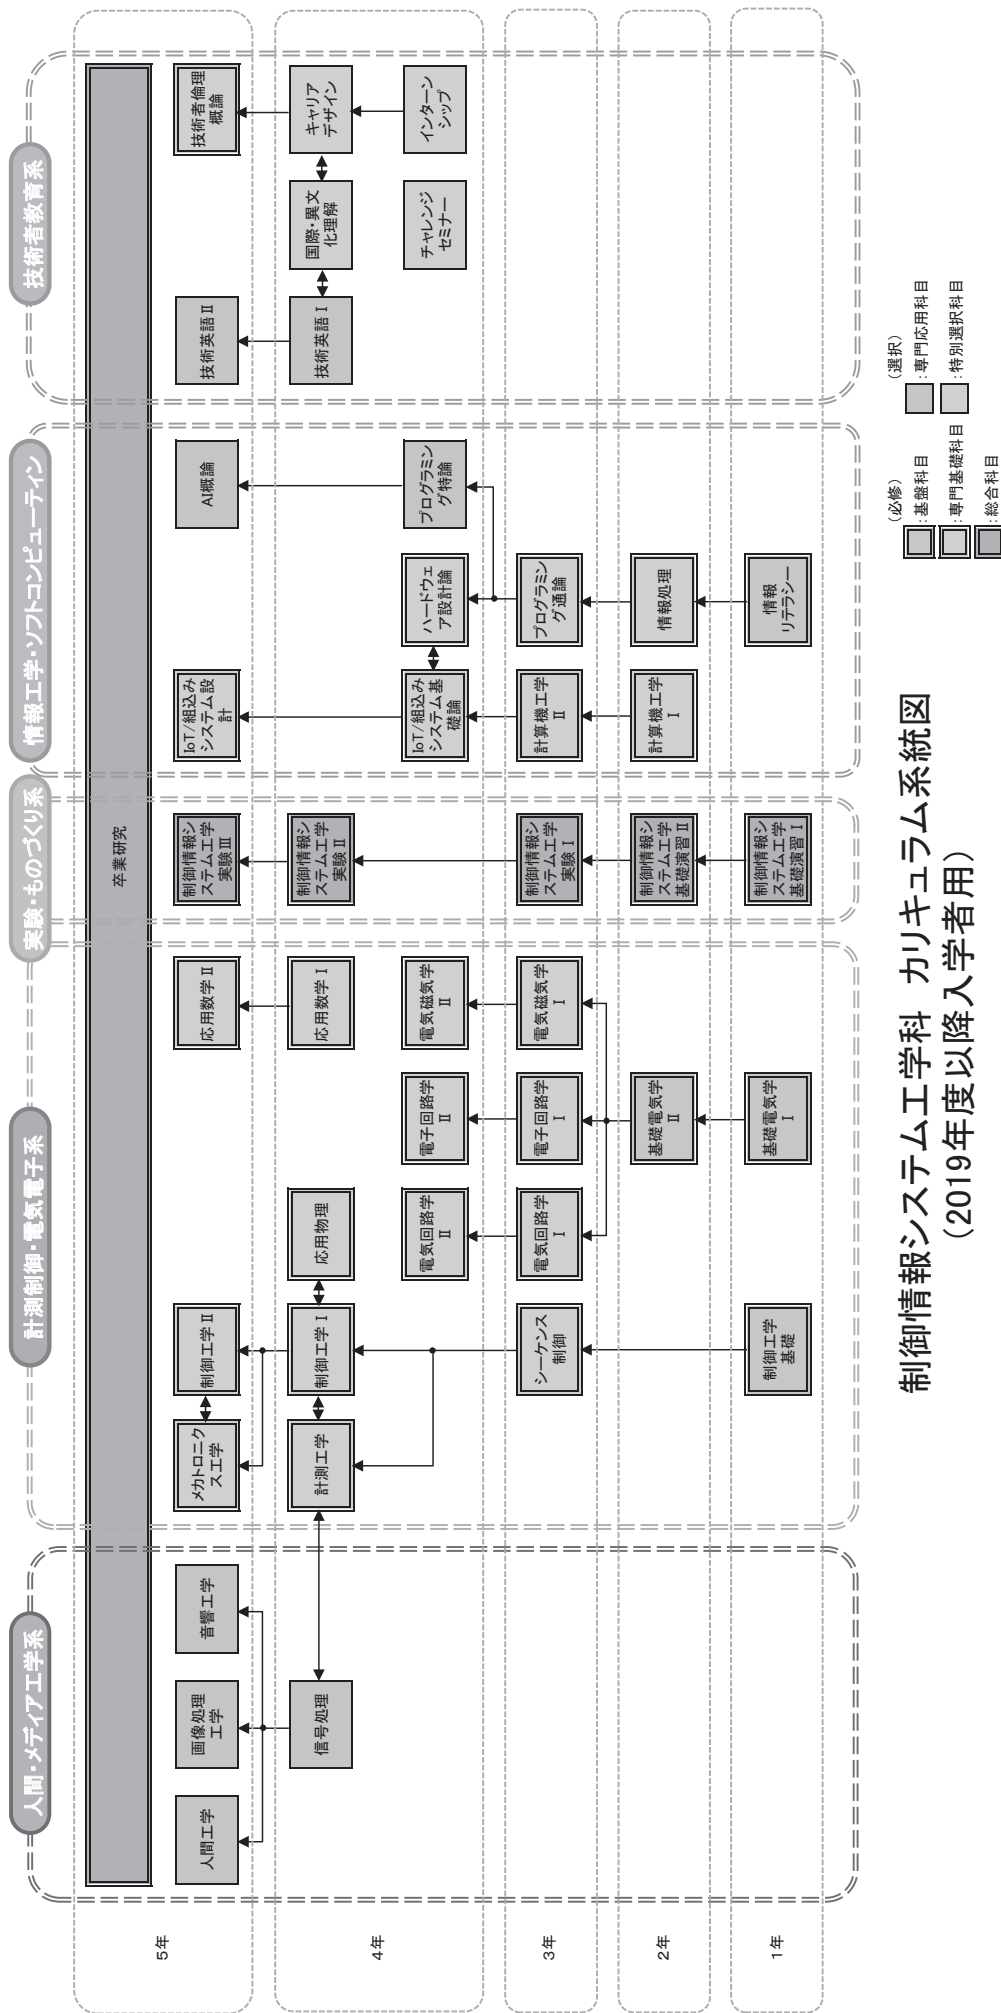 人間・メディア工学系
計測制御・電気電子系
実験・ものづくり系
情報工学・ソフトコンピューティン
技術者教育系
卒業研究
5年
人間工学
画像処理
工学
音響工学
メカトロニク
ス工学
制御工学Ⅱ
応用数学Ⅱ
制御情報シ
ステム工学
実験Ⅲ
IoT/組込み
システム設
計
AI概論
技術英語Ⅱ
技術者倫理
概論
4年
信号処理
計測工学
制御工学Ⅰ
応用物理
応用数学Ⅰ
制御情報シ
ステム工学
実験Ⅱ
技術英語Ⅰ
国際・異文
化理解
キャリア
デザイン
電気回路学
Ⅱ
電子回路学
Ⅱ
電気磁気学
Ⅱ
IoT/組込み
システム基
礎論
ハードウェ
ア設計論
プログラミン
グ特論
チャレンジ
セミナー
インターン
シップ
3年
シーケンス
制御
電気回路学
Ⅰ
電子回路学
Ⅰ
電気磁気学
Ⅰ
制御情報シ
ステム工学
実験Ⅰ
計算機工学
Ⅱ
プログラミン
グ通論
2年
基礎電気学
Ⅱ
制御情報シ
ステム工学
基礎演習Ⅱ
計算機工学
Ⅰ
情報処理
1年
制御工学
基礎
基礎電気学
Ⅰ
制御情報シ
ステム工学
基礎演習Ⅰ
情報
リテラシー
(必修)
:基盤科目
:専門基礎科目
:総合科目
(選択)
:専門応用科目
:特別選択科目
制御情報システム工学科 カリキュラム系統図
(2019年度以降入学者用)